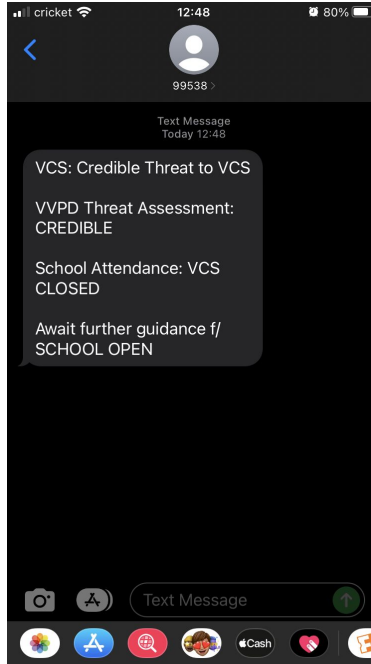 cricket 12:48 80%
99538
Text Message
Today 12:48
VCS: Credible Threat to VCS
VVPD Threat Assessment:
CREDIBLE
School Attendance: VCS
CLOSED
Await further guidance f/
SCHOOL OPEN
Text Message
Cash